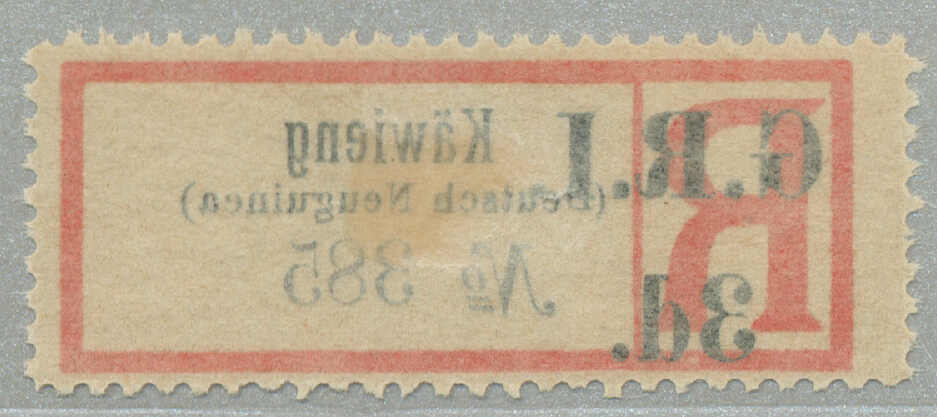 G.R.I.
R
3d.
Käwieng
(Deutsch Neuguinea)
№ 385